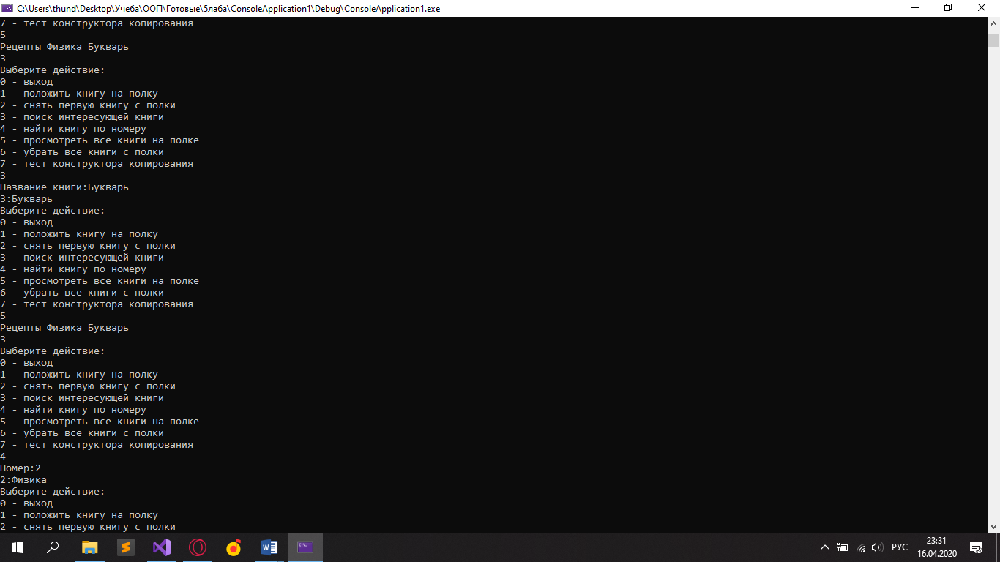 C:\Users\thund\Desktop\Учеба\ООП\Готовые\5лаба\ConsoleApplication1\Debug\ConsoleApplication1.exe
7 - тест конструктора копирования
5
Рецепты Физика Букварь
3
Выберите действие:
0 - выход
1 - положить книгу на полку
2 - снять первую книгу с полки
3 - поиск интересующей книги
4 - найти книгу по номеру
5 - просмотреть все книги на полке
6 - убрать все книги с полки
7 - тест конструктора копирования
3
Название книги:Букварь
3:Букварь
Выберите действие:
0 - выход
1 - положить книгу на полку
2 - снять первую книгу с полки
3 - поиск интересующей книги
4 - найти книгу по номеру
5 - просмотреть все книги на полке
6 - убрать все книги с полки
7 - тест конструктора копирования
5
Рецепты Физика Букварь
3
Выберите действие:
0 - выход
1 - положить книгу на полку
2 - снять первую книгу с полки
3 - поиск интересующей книги
4 - найти книгу по номеру
5 - просмотреть все книги на полке
6 - убрать все книги с полки
7 - тест конструктора копирования
4
Номер:2
2:Физика
Выберите действие:
0 - выход
1 - положить книгу на полку
2 - снять первую книгу с полки
РУС
23:31
16.04.2020